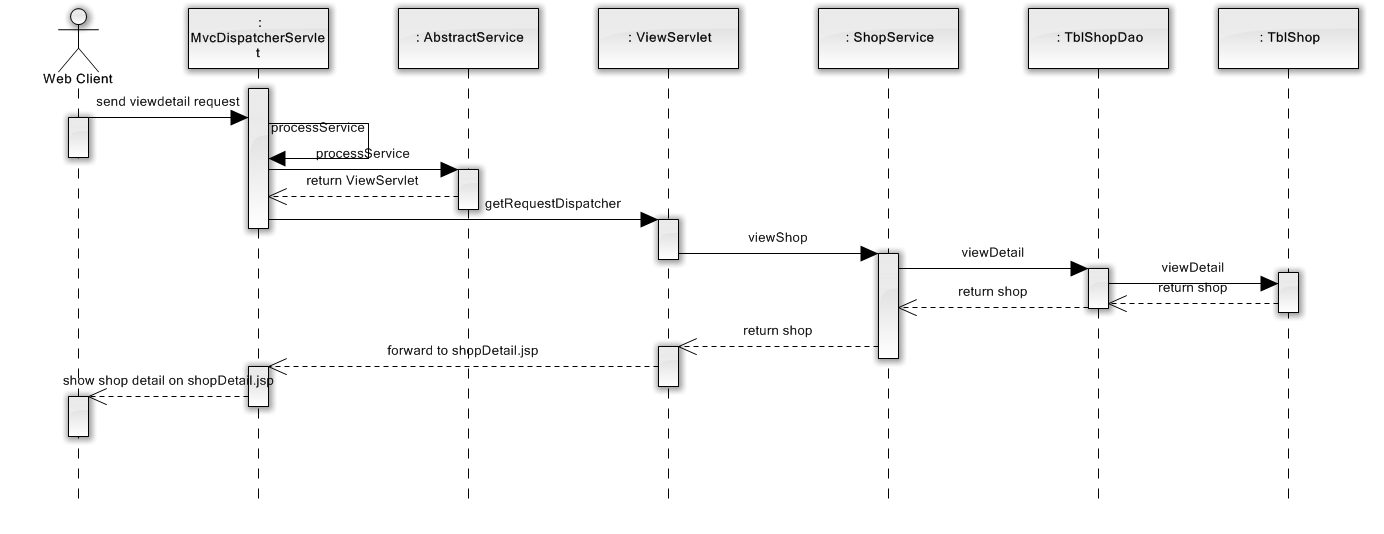 :
MvcDispatcherServle
t
: AbstractService
: ViewServlet
: ShopService
: TblShopDao
: TblShop
Web Client
send viewdetail request
processService
processService
return ViewServlet
getRequestDispatcher
viewShop
viewDetail
viewDetail
return shop
return shop
return shop
forward to shopDetail.jsp
show shop detail on shopDetail.jsp